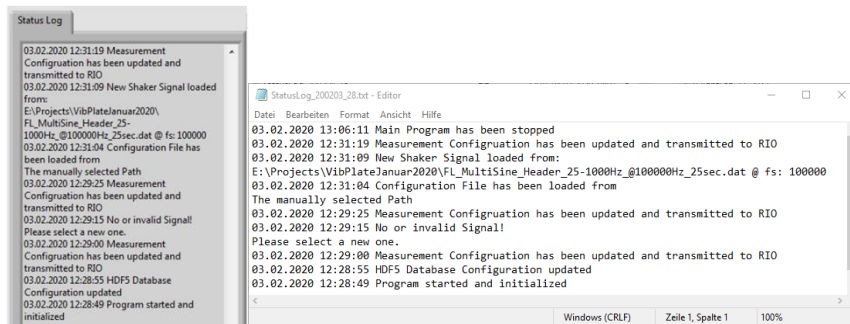 Status Log
03.02.2020 12:31:19 Measurement
Configruation has been updated and
transmitted to RIO
03.02.2020 12:31:09 New Shaker Signal loaded
from:
E:\Projects\VibPlateJanuar2020\
FL_MultiSine_Header_25-
1000Hz_@100000Hz_25sec.dat @ fs: 100000
03.02.2020 12:31:04 Configuration File has
been loaded from
The manually selected Path
03.02.2020 12:29:25 Measurement
Configruation has been updated and
transmitted to RIO
03.02.2020 12:29:15 No or invalid Signal!
Please select a new one.
03.02.2020 12:29:00 Measurement
Configruation has been updated and
transmitted to RIO
03.02.2020 12:28:55 HDF5 Database
Configuration updated
03.02.2020 12:28:49 Program started and
initialized
StatusLog_200203_28.txt - Editor
Datei Bearbeiten Format Ansicht Hilfe
03.02.2020 13:06:11 Main Program has been stopped
03.02.2020 12:31:19 Measurement Configruation has been updated and transmitted to RIO
03.02.2020 12:31:09 New Shaker Signal loaded from:
E:\Projects\VibPlateJanuar2020\FL_MultiSine_Header_25-1000Hz_@100000Hz_25sec.dat @ fs: 100000
03.02.2020 12:31:04 Configuration File has been loaded from
The manually selected Path
03.02.2020 12:29:25 Measurement Configruation has been updated and transmitted to RIO
03.02.2020 12:29:15 No or invalid Signal!
Please select a new one.
03.02.2020 12:29:00 Measurement Configruation has been updated and transmitted to RIO
03.02.2020 12:28:55 HDF5 Database Configuration updated
03.02.2020 12:28:49 Program started and initialized
Windows (CRLF) Zeile 1, Spalte 1 100%